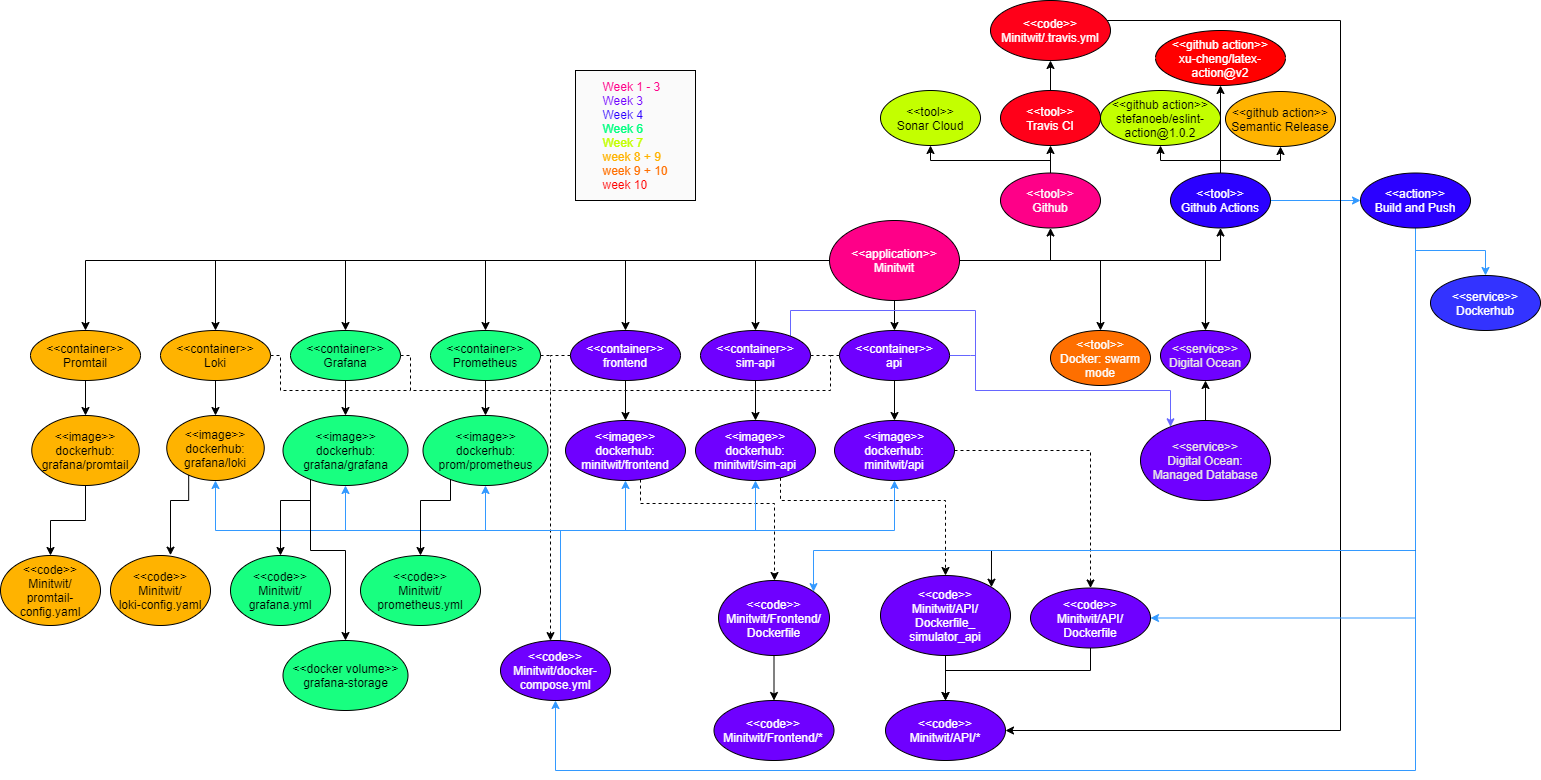 <<code>>
Minitwit/.travis.yml
<<github action>>
xu-cheng/latex-
action@v2
Week 1 - 3
Week 3
Week 4
Week 6
Week 7
week 8 + 9
week 9 + 10
week 10
<<tool>>
Sonar Cloud
<<tool>>
Travis CI
<<github action>>
stefanoeb/eslint-
action@1.0.2
<<github action>>
Semantic Release
<<tool>>
Github
<<tool>>
Github Actions
<<action>>
Build and Push
<<application>>
Minitwit
<<service>>
Dockerhub
<<container>>
Promtail
<<container>>
Loki
<<container>>
Grafana
<<container>>
Prometheus
<<container>>
frontend
<<container>>
sim-api
<<container>>
api
<<tool>>
Docker: swarm
mode
<<service>>
Digital Ocean
<<image>>
dockerhub:
grafana/promtail
<<image>>
dockerhub:
grafana/loki
<<image>>
dockerhub:
grafana/grafana
<<image>>
dockerhub:
prom/prometheus
<<image>>
dockerhub:
minitwit/frontend
<<image>>
dockerhub:
minitwit/sim-api
<<image>>
dockerhub:
minitwit/api
<<service>>
Digital Ocean:
Managed Database
<<code>>
Minitwit/
promtail-
config.yaml
<<code>>
Minitwit/
loki-config.yaml
<<code>>
Minitwit/
grafana.yml
<<code>>
Minitwit/
prometheus.yml
<<code>>
Minitwit/Frontend/
Dockerfile
<<code>>
Minitwit/API/
Dockerfile_
simulator_api
<<code>>
Minitwit/API/
Dockerfile
<<docker volume>>
grafana-storage
<<code>>
Minitwit/docker-
compose.yml
<<code>>
Minitwit/Frontend/*
<<code>>
Minitwit/API/*